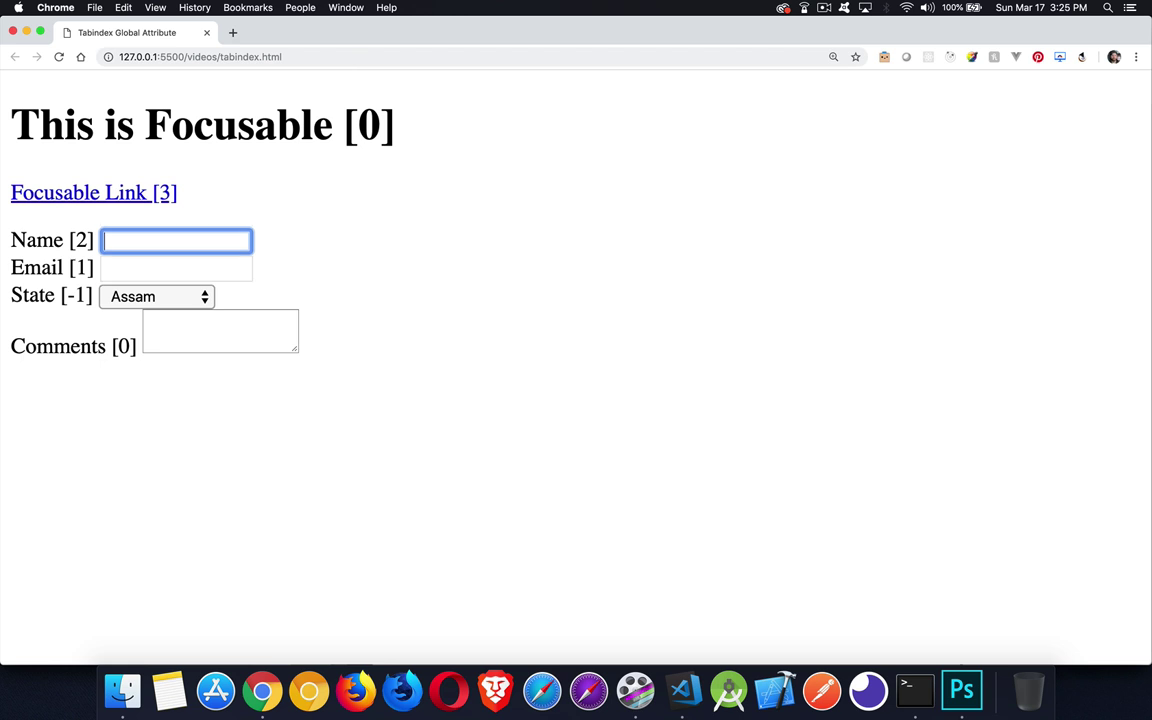 Chrome File Edit View History Bookmarks People Window Help 100% Sun Mar 17 3:25 PM
Tabindex Global Attribute
127.0.0.1:5500/videos/tabindex.html
This is Focusable [0]
Focusable Link [3]
Name [2]
Email [1]
State [-1] Assam
Comments [0]
>_ Ps